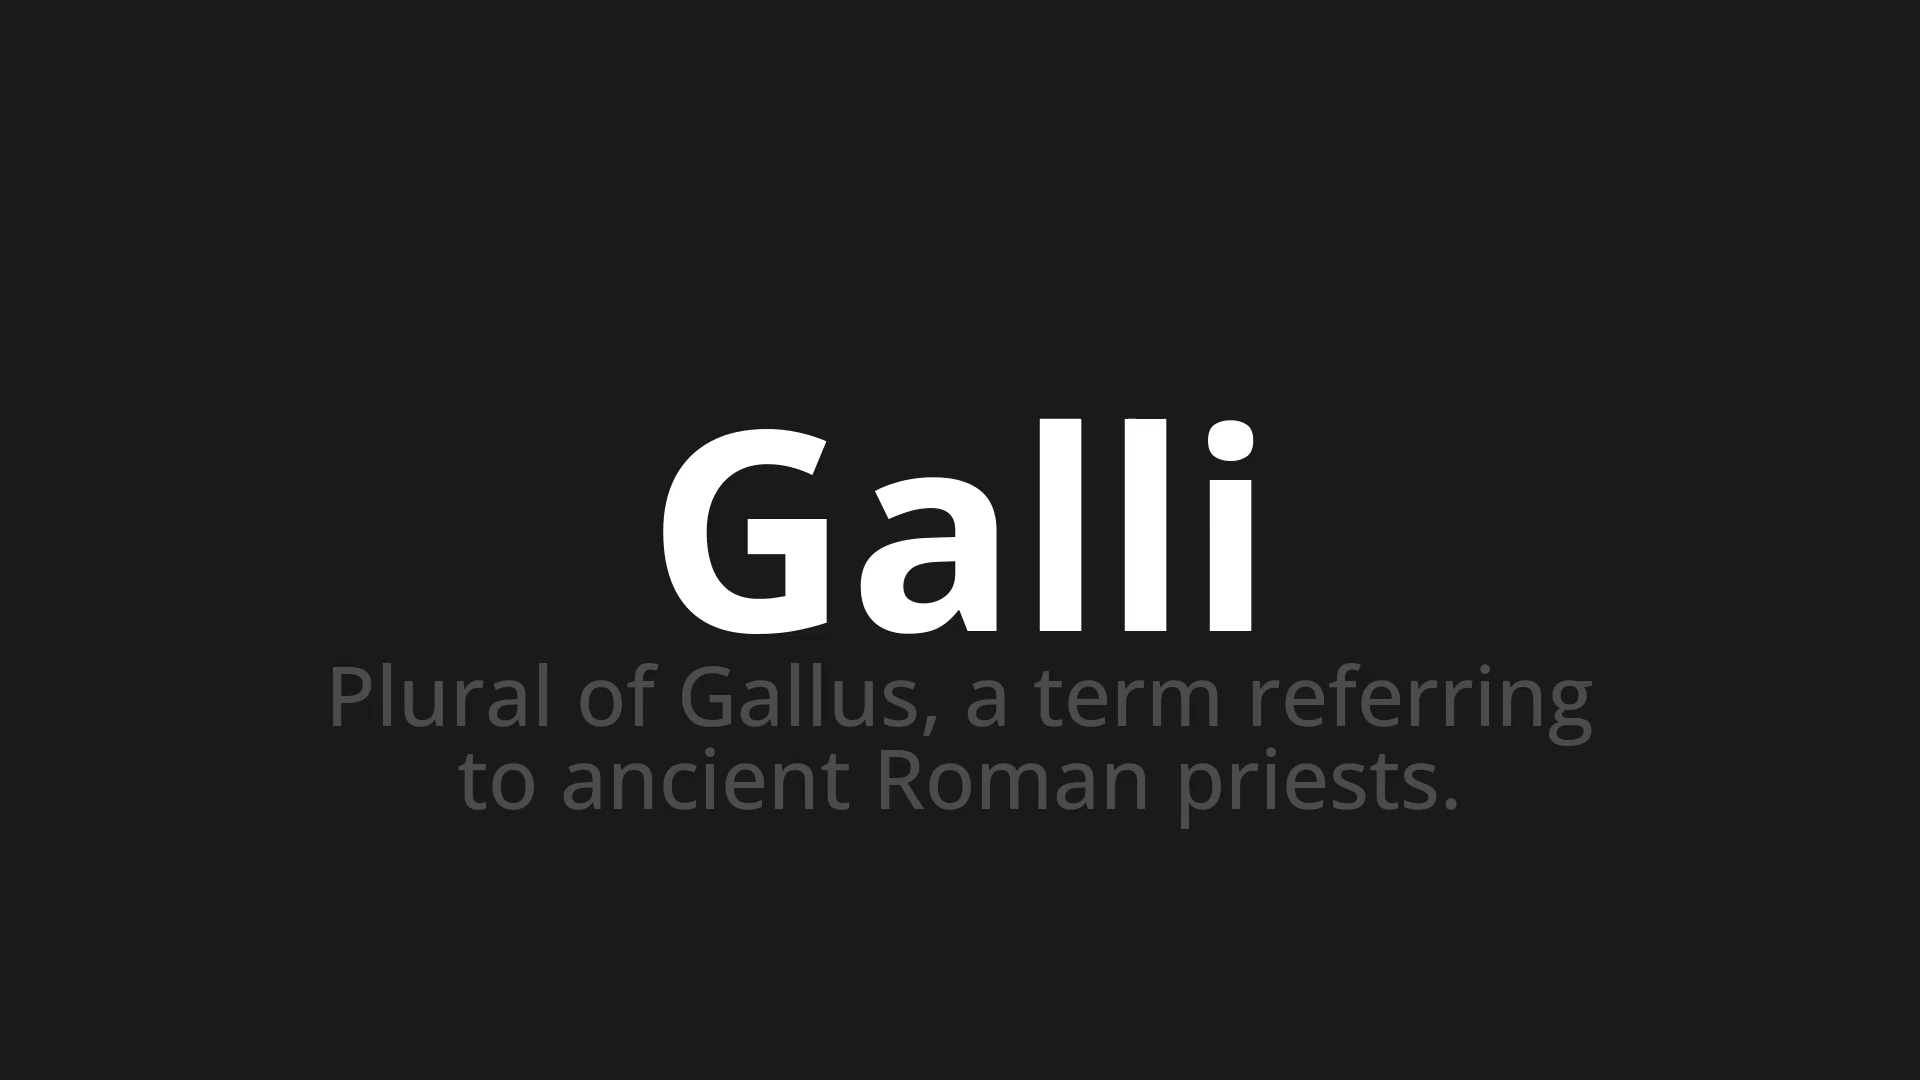 Galli
Plural of Gallus, a term referring
to ancient Roman priests.